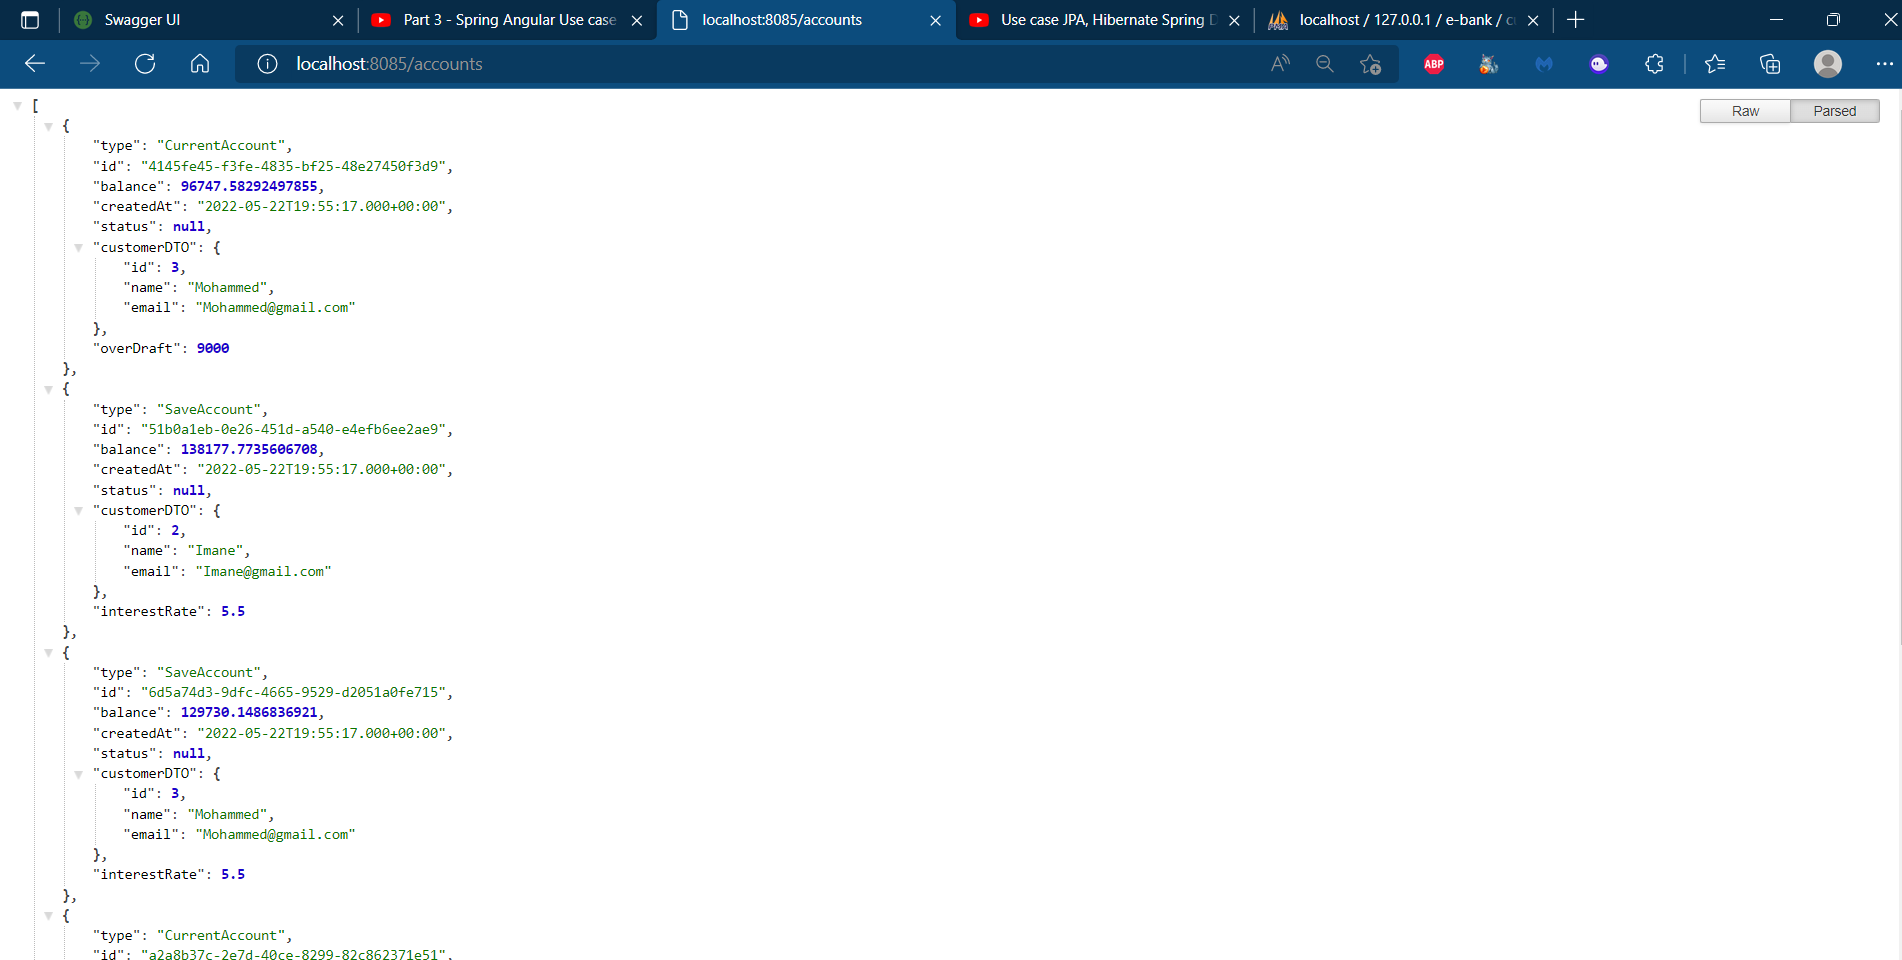 Swagger UI
Part 3 - Spring Angular Use case
localhost:8085/accounts
Use case JPA, Hibernate Spring
localhost / 127.0.0.1 / e-bank /
localhost:8085/accounts
ABP
Raw
Parsed
[
{
"type": "CurrentAccount",
"id": "4145fe45-f3fe-4835-bf25-48e27450f3d9",
"balance": 96747.58292497855,
"createdAt": "2022-05-22T19:55:17.000+00:00",
"status": null,
"customerDTO": {
"id": 3,
"name": "Mohammed",
"email": "Mohammed@gmail.com"
},
"overDraft": 9000
},
{
"type": "SaveAccount",
"id": "51b0a1eb-0e26-451d-a540-e4efb6ee2ae9",
"balance": 138177.7735606708,
"createdAt": "2022-05-22T19:55:17.000+00:00",
"status": null,
"customerDTO": {
"id": 2,
"name": "Imane",
"email": "Imane@gmail.com"
},
"interestRate": 5.5
},
{
"type": "SaveAccount",
"id": "6d5a74d3-9dfc-4665-9529-d2051a0fe715",
"balance": 129730.1486836921,
"createdAt": "2022-05-22T19:55:17.000+00:00",
"status": null,
"customerDTO": {
"id": 3,
"name": "Mohammed",
"email": "Mohammed@gmail.com"
},
"interestRate": 5.5
},
{
"type": "CurrentAccount",
"id": "a2a8b37c-2e7d-40ce-8299-82c862371e51",